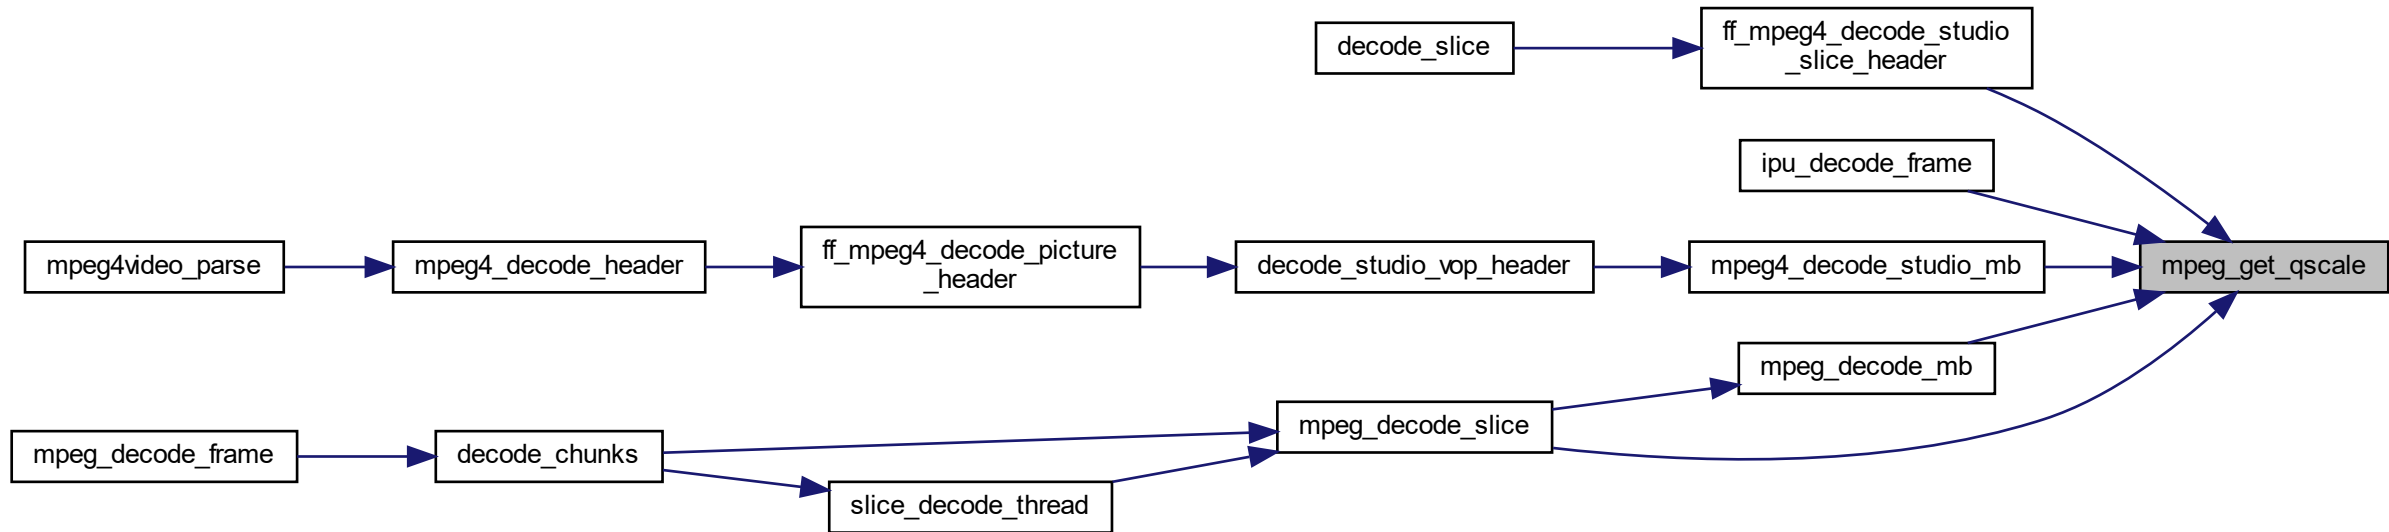 decode_slice
ff_mpeg4_decode_studio
_slice_header
ipu_decode_frame
mpeg4video_parse
mpeg4_decode_header
ff_mpeg4_decode_picture
_header
decode_studio_vop_header
mpeg4_decode_studio_mb
mpeg_get_qscale
mpeg_decode_mb
mpeg_decode_frame
decode_chunks
mpeg_decode_slice
slice_decode_thread